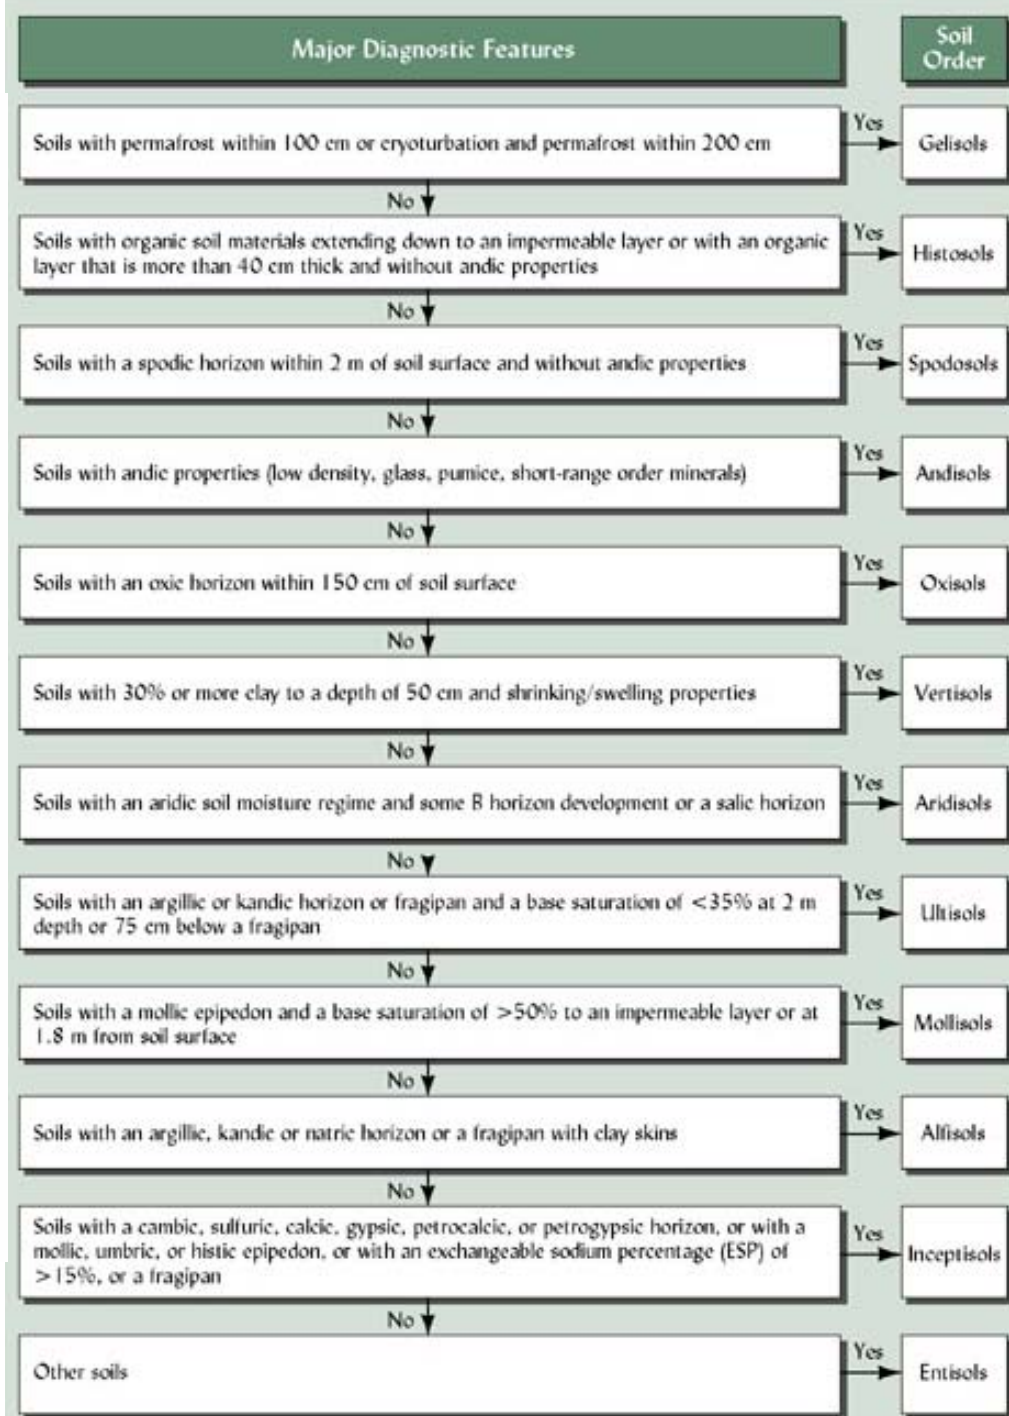 Major Diagnostic Features
Soil
Order
Soils with permafrost within 100 cm or cryoturbation and permafrost within 200 cm
Yes
Gelisols
No
Soils with organic soil materials extending down to an impermeable layer or with an organic
layer that is more than 40 cm thick and without andic properties
Yes
Histosols
No
Soils with a spodic horizon within 2 m of soil surface and without andic properties
Yes
Spodosols
No
Soils with andic properties (low density, glass, pumice, short-range order minerals)
Yes
Andisols
No
Soils with an oxic horizon within 150 cm of soil surface
Yes
Oxisols
No
Soils with 30% or more clay to a depth of 50 cm and shrinking/swelling properties
Yes
Vertisols
No
Soils with an aridic soil moisture regime and some B horizon development or a salic horizon
Yes
Aridisols
No
Soils with an argillic or kandic horizon or fragipan and a base saturation of <35% at 2 m
depth or 75 cm below a fragipan
Yes
Ultisols
No
Soils with a mollic epipedon and a base saturation of >50% to an impermeable layer or at
1.8 m from soil surface
Yes
Mollisols
No
Soils with an argillic, kandic or natric horizon or a fragipan with clay skins
Yes
Alfisols
No
Soils with a cambic, sulfuric, calcic, gypsic, petrocalcic, or petrogypsic horizon, or with a
mollic, umbric, or histic epipedon, or with an exchangeable sodium percentage (ESP) of
>15%, or a fragipan
Yes
Inceptisols
No
Other soils
Yes
Entisols